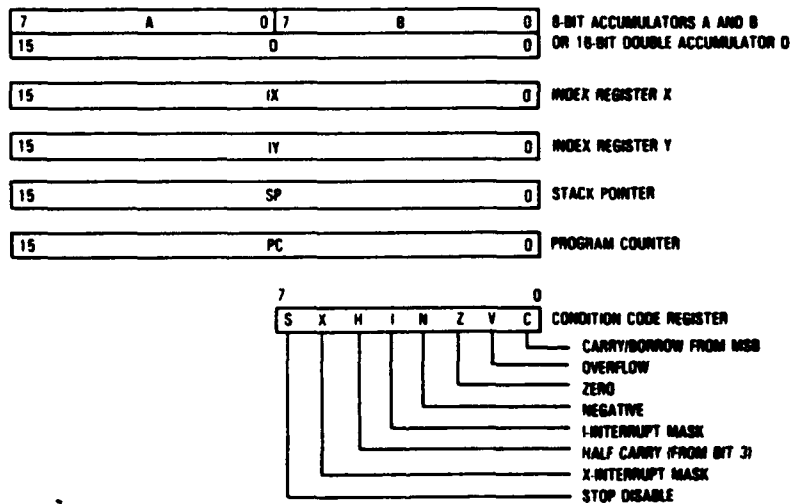 7 A 0 7 B 0 8-BIT ACCUMULATORS A AND B
15 D 0 OR 16-BIT DOUBLE ACCUMULATOR D
15 IX 0 INDEX REGISTER X
15 IY 0 INDEX REGISTER Y
15 SP 0 STACK POINTER
15 PC 0 PROGRAM COUNTER
7 0
S X H I N Z V C CONDITION CODE REGISTER
CARRY/BORROW FROM MSB
OVERFLOW
ZERO
NEGATIVE
I-INTERRUPT MASK
HALF CARRY (FROM BIT 3)
X-INTERRUPT MASK
STOP DISABLE